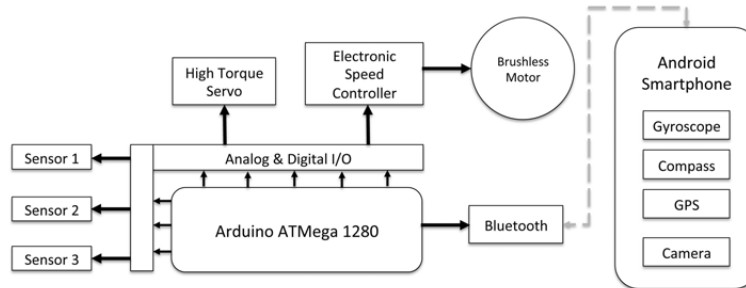 High Torque
Servo
Electronic
Speed
Controller
Brushless
Motor
Android
Smartphone
Gyroscope
Compass
GPS
Camera
Sensor 1
Sensor 2
Sensor 3
Analog & Digital I/O
Arduino ATMega 1280
Bluetooth